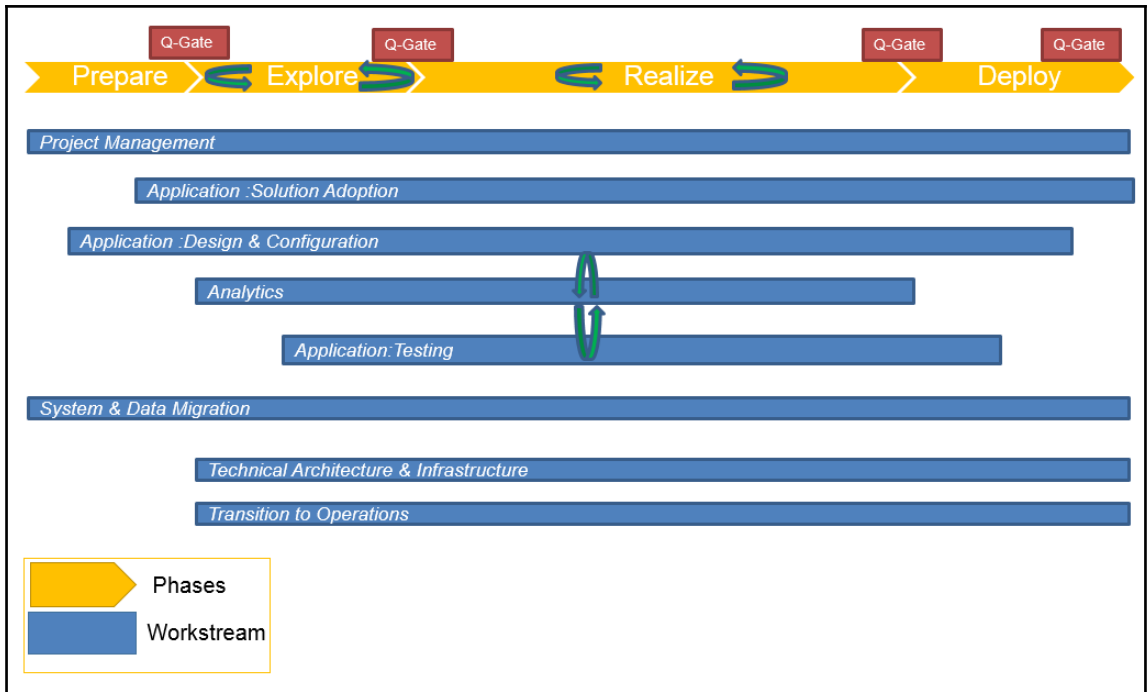 Q-Gate
Q-Gate
Q-Gate
Q-Gate
Prepare
Explore
Realize
Deploy
Project Management
Application :Solution Adoption
Application :Design & Configuration
Analytics
Application:Testing
System & Data Migration
Technical Architecture & Infrastructure
Transition to Operations
Phases
Workstream